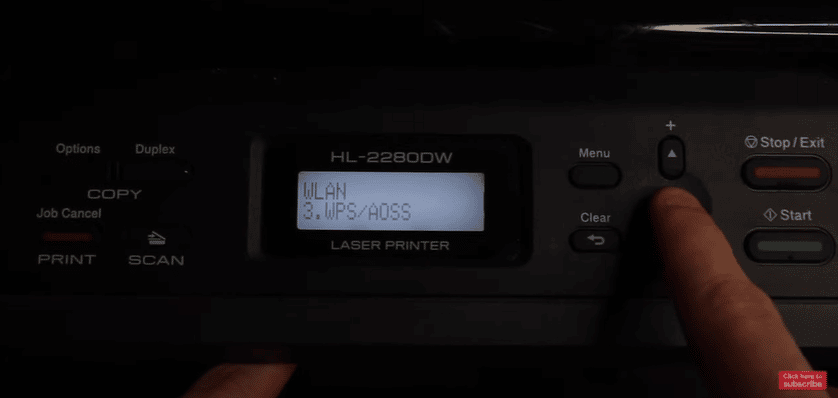 Options Duplex
COPY
Job Cancel
PRINT SCAN
HL-2280DW
WLAN
3.WPS/AOSS
LASER PRINTER
Menu
+
Clear
Stop/Exit
Start
Click here to
subscribe